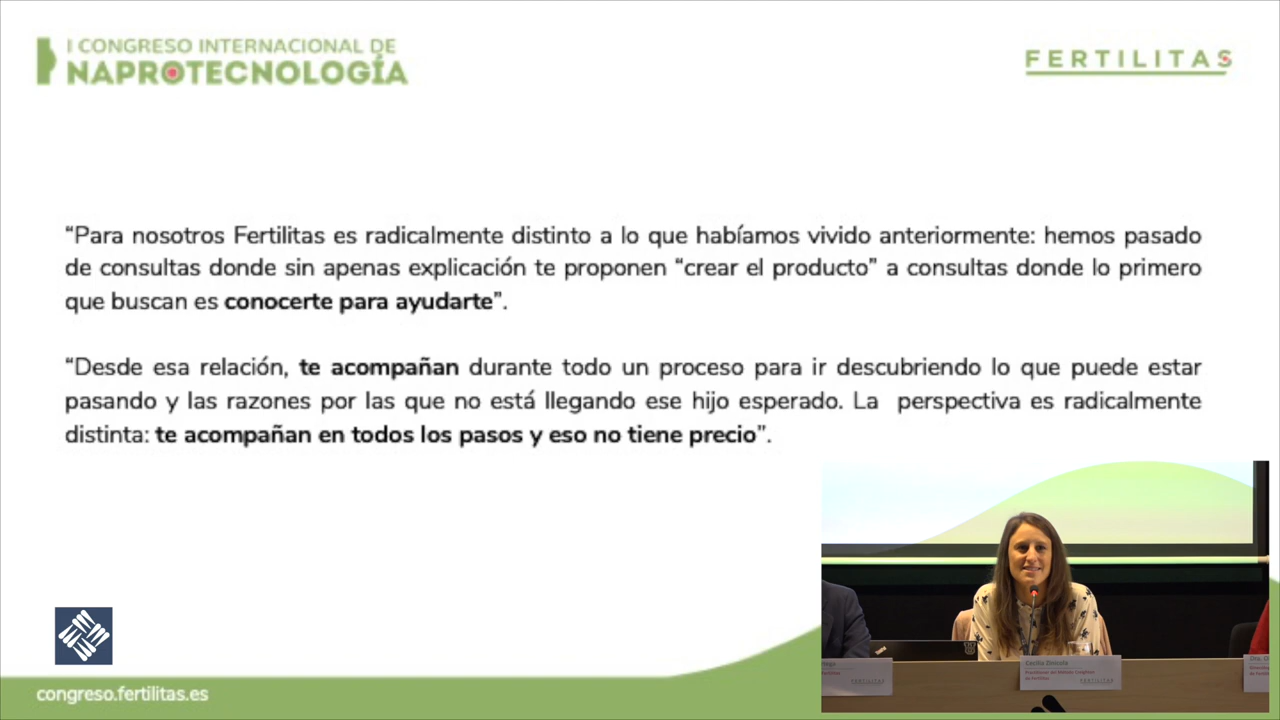 I CONGRESO INTERNACIONAL DE
NAPROTECNOLOGÍA
FERTILITAS
“Para nosotros Fertilitas es radicalmente distinto a lo que habíamos vivido anteriormente: hemos pasado
de consultas donde sin apenas explicación te proponen “crear el producto” a consultas donde lo primero
que buscan es conocerte para ayudarte”.
“Desde esa relación, te acompañan durante todo un proceso para ir descubriendo lo que puede estar
pasando y las razones por las que no está llegando ese hijo esperado. La perspectiva es radicalmente
distinta: te acompañan en todos los pasos y eso no tiene precio”.
congreso.fertilitas.es
Cecilia
de Fertilitas
FERTILITAS